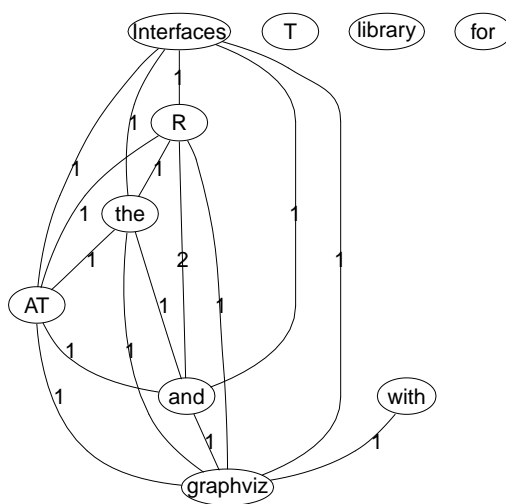 Interfaces T library for
1
R
1
1 1
1
the
1 2 1 1
AT
1 1
1 1
1 and with
1 1
graphviz